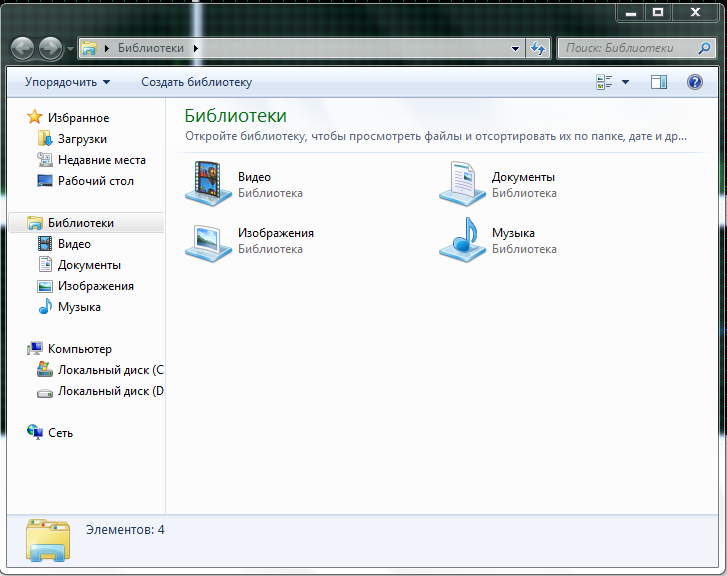 Библиотеки
Поиск: Библиотеки
Упорядочить
Создать библиотеку
Избранное
Загрузки
Недавние места
Рабочий стол
Библиотеки
Видео
Документы
Изображения
Музыка
Компьютер
Локальный диск (C
Локальный диск (D
Сеть
Библиотеки
Откройте библиотеку, чтобы просмотреть файлы и отсортировать их по папке, дате и др...
Видео
Библиотека
Документы
Библиотека
Изображения
Библиотека
Музыка
Библиотека
Элементов: 4